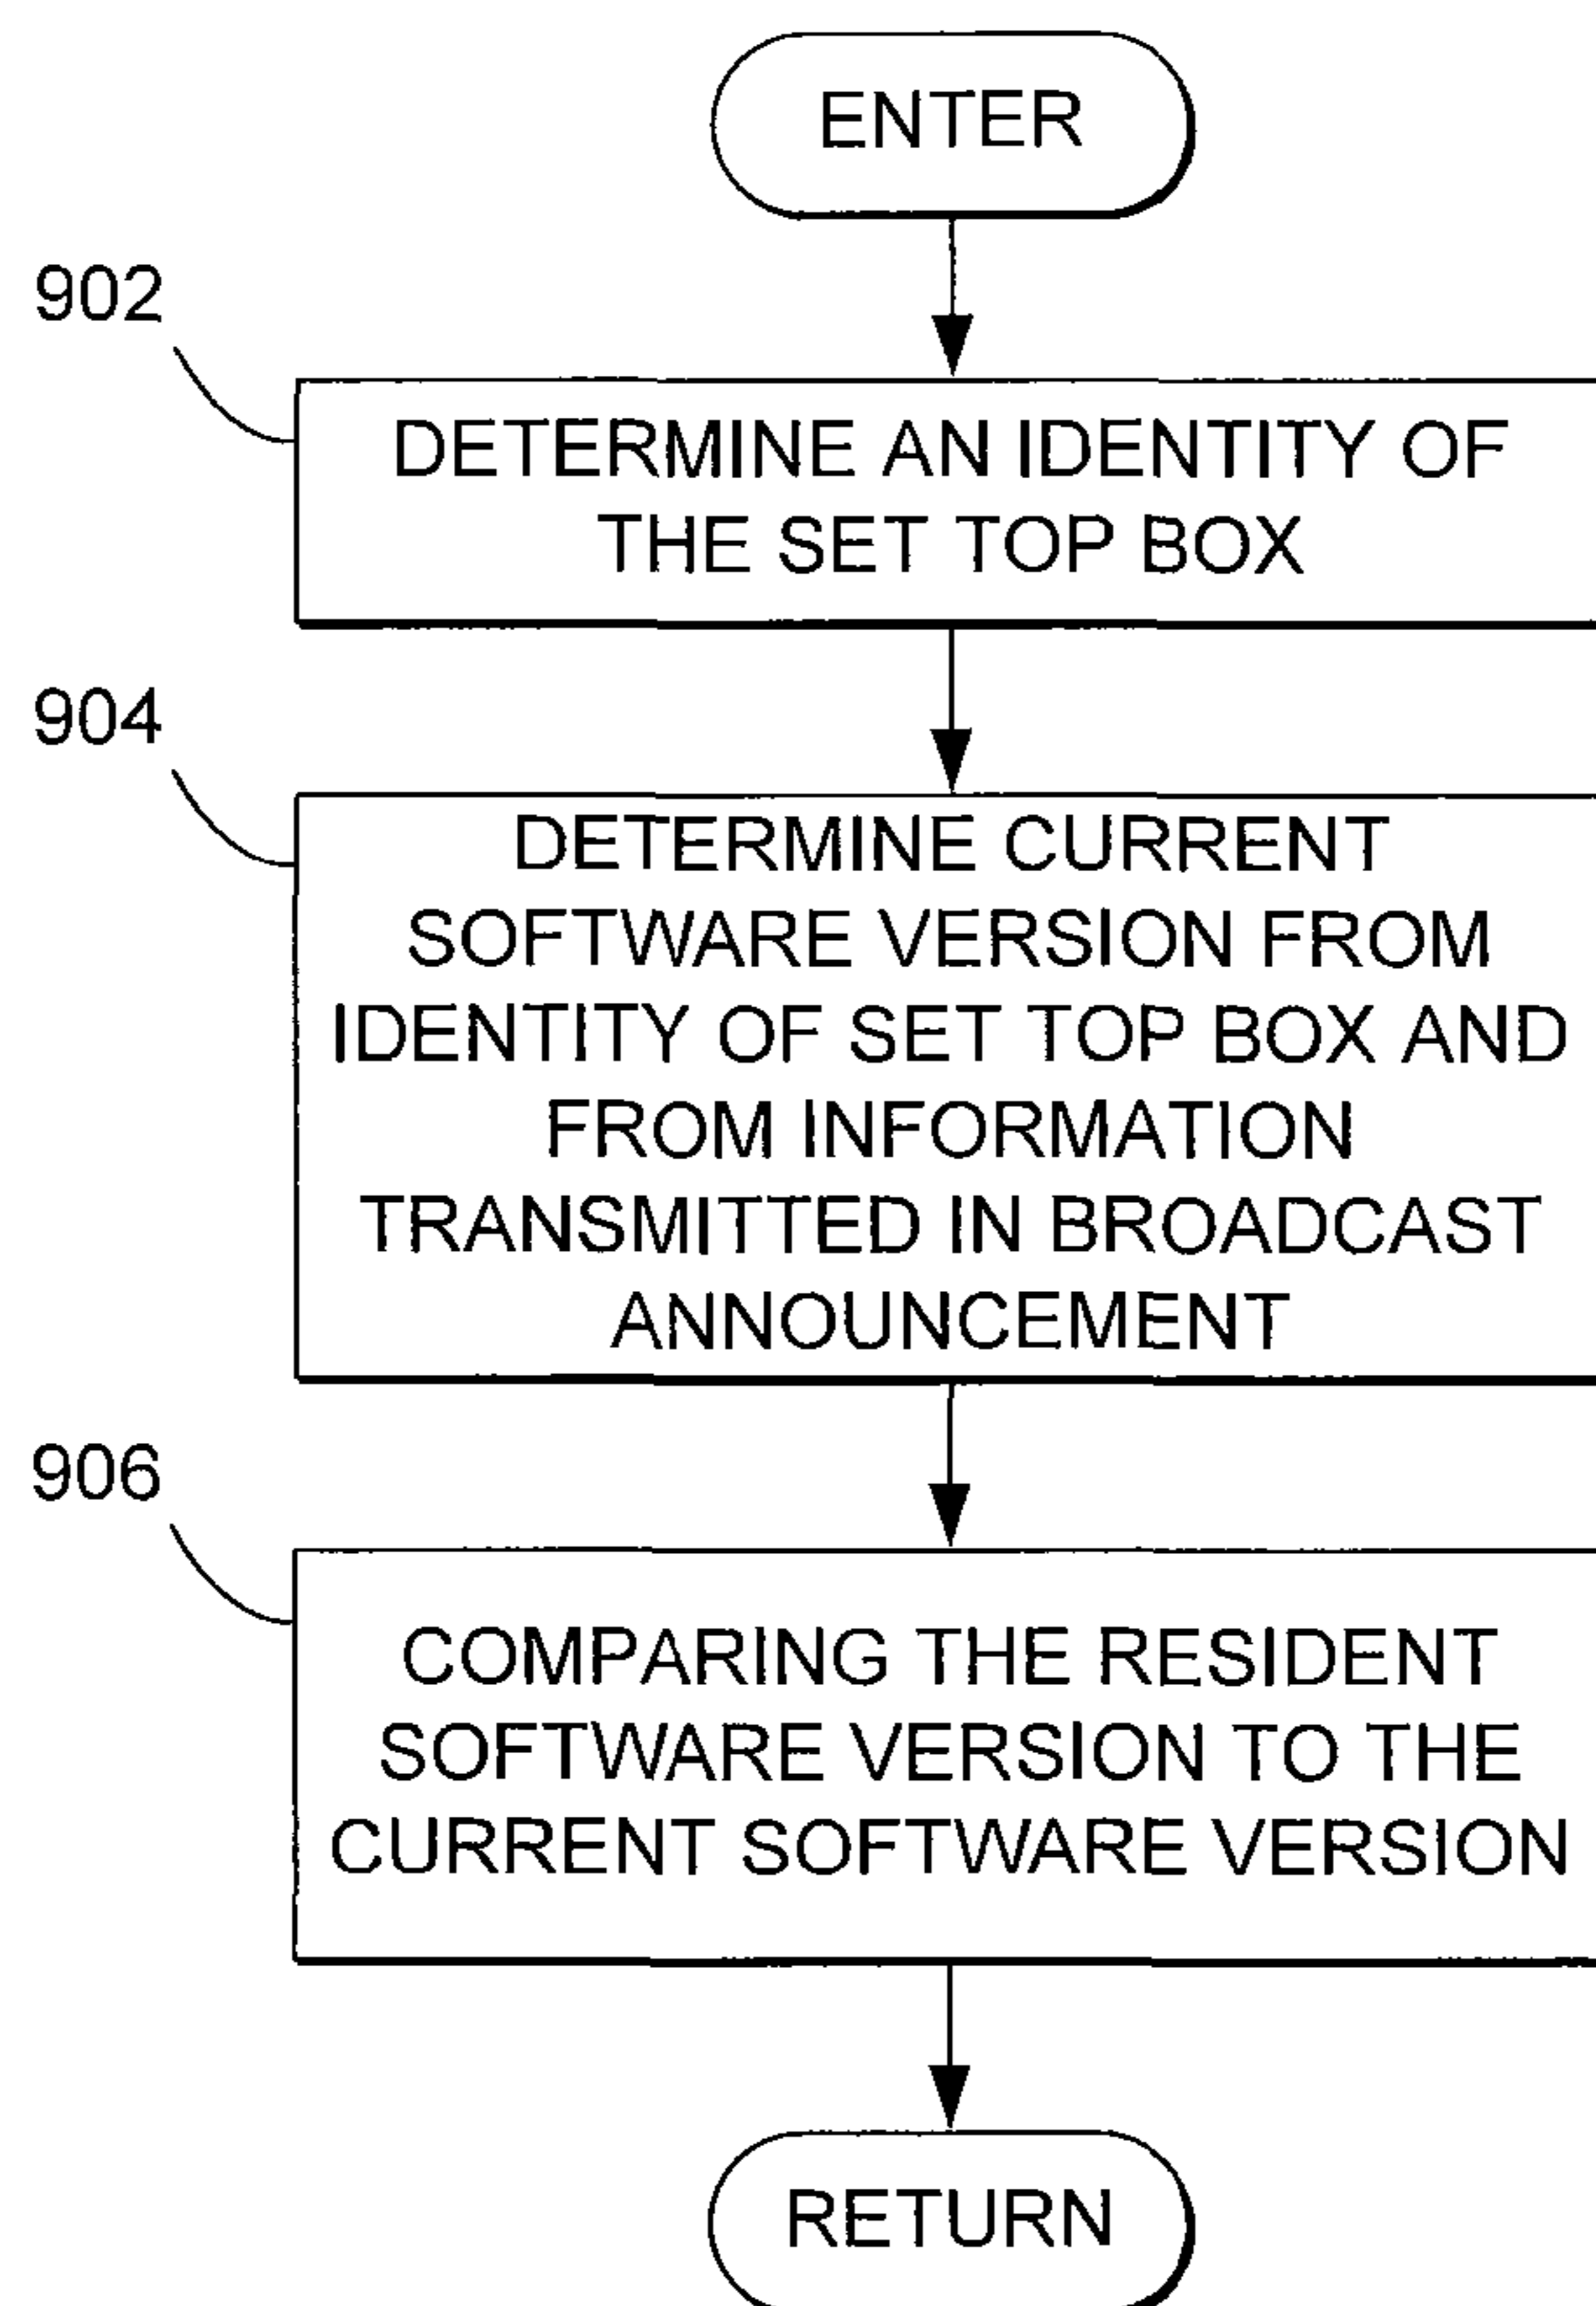 ENTER
902
DETERMINE AN IDENTITY OF
THE SET TOP BOX
904
DETERMINE CURRENT
SOFTWARE VERSION FROM
IDENTITY OF SET TOP BOX AND
FROM INFORMATION
TRANSMITTED IN BROADCAST
ANNOUNCEMENT
906
COMPARING THE RESIDENT
SOFTWARE VERSION TO THE
CURRENT SOFTWARE VERSION
RETURN